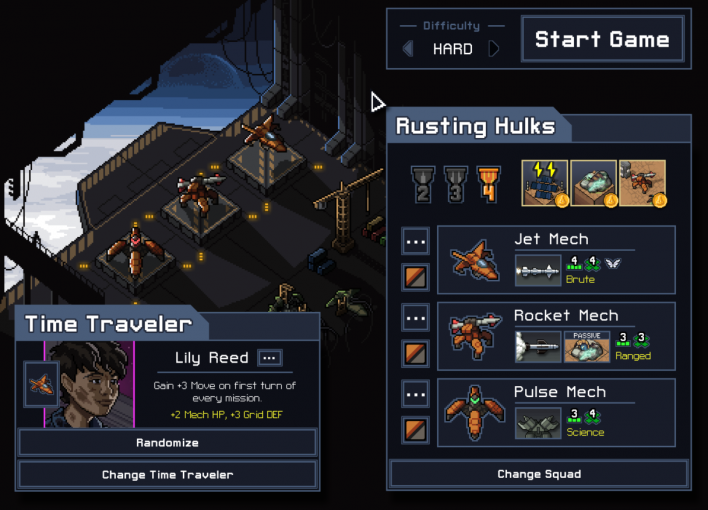 Difficulty
HARD
Start Game
Rusting Hulks
2 3 4
Jet Mech
4 4
Brute
Rocket Mech
PASSIVE
3 3
Ranged
Pulse Mech
3 4
Science
Change Squad
Time Traveler
Lily Reed ...
Gain +3 Move on first turn of
every mission.
+2 Mech HP, +3 Grid DEF
Randomize
Change Time Traveler